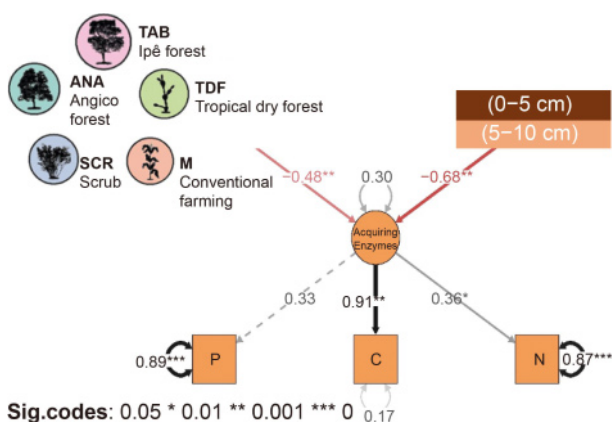 TAB
Ipê forest
ANA
Angico
forest
TDF
Tropical dry forest
(0−5 cm)
(5−10 cm)
SCR
Scrub
M
Conventional
farming
−0.48**
0.30
−0.68**
Acquiring
Enzymes
0.33
0.91**
0.36*
0.89***
P
C
N
0.87***
Sig.codes: 0.05 * 0.01 ** 0.001 *** 0
0.17